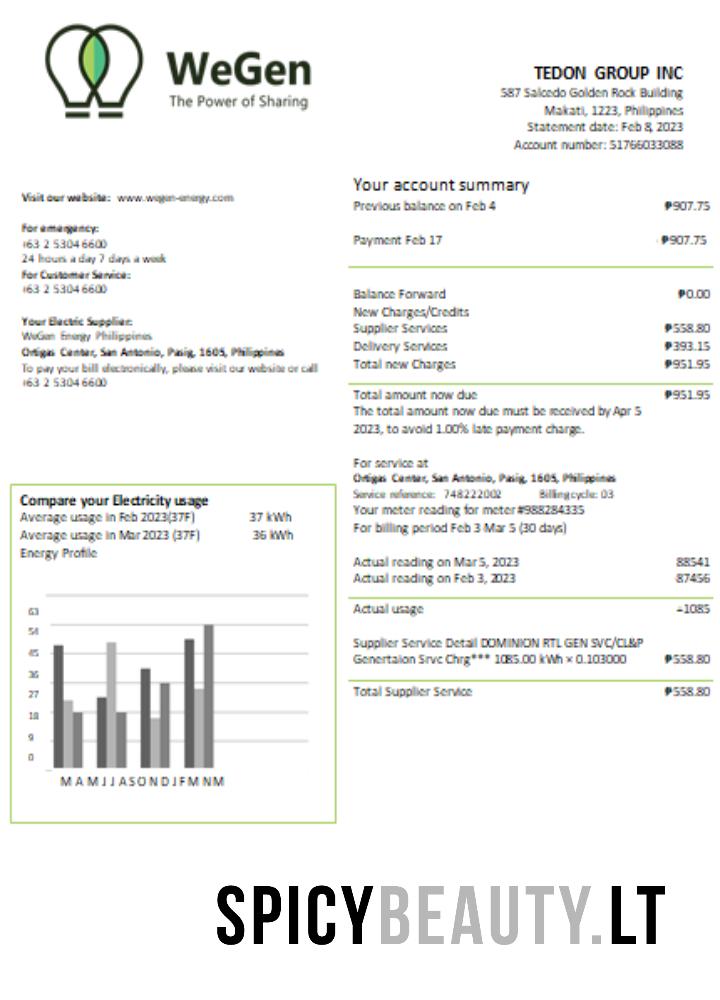 WeGen
The Power of Sharing
TEDON GROUP INC
587 Salcedo Golden Rock Building
Makati, 1223, Philippines
Statement date: Feb 8, 2023
Account number: 51766033088
Visit our website: www.wegen-energy.com
For emergency:
+63 2 5304 6600
24 hours a day 7 days a week
For Customer Service:
+63 2 5304 6600
Your Electric Supplier:
WeGen Energy Philippines
Ortigas Center, San Antonio, Pasig, 1605, Philippines
To pay your bill electronically, please visit our website or call
+63 2 5304 6600
Your account summary
Previous balance on Feb 4 ₱907.75
Payment Feb 17 -₱907.75
Balance Forward ₱0.00
New Charges/Credits
Supplier Services ₱558.80
Delivery Services ₱393.15
Total new Charges ₱951.95
Total amount now due ₱951.95
The total amount now due must be received by Apr 5
2023, to avoid 1.00% late payment charge.
For service at
Ortigas Center, San Antonio, Pasig, 1605, Philippines
Service reference: 748222002 Billing cycle: 03
Your meter reading for meter #988284335
For billing period Feb 3 Mar 5 (30 days)
Actual reading on Mar 5, 2023 88541
Actual reading on Feb 3, 2023 87456
Actual usage =1085
Supplier Service Detail DOMINION RTL GEN SVC/CL&P
Genertaion Srvc Chrg*** 1085.00 kWh × 0.103000 ₱558.80
Total Supplier Service ₱558.80
Compare your Electricity usage
Average usage in Feb 2023(37F) 37 kWh
Average usage in Mar 2023 (37F) 36 kWh
Energy Profile
63
54
45
36
27
18
9
0
M A M J J A S O N D J F M N M
SPICYBEAUTY.LT